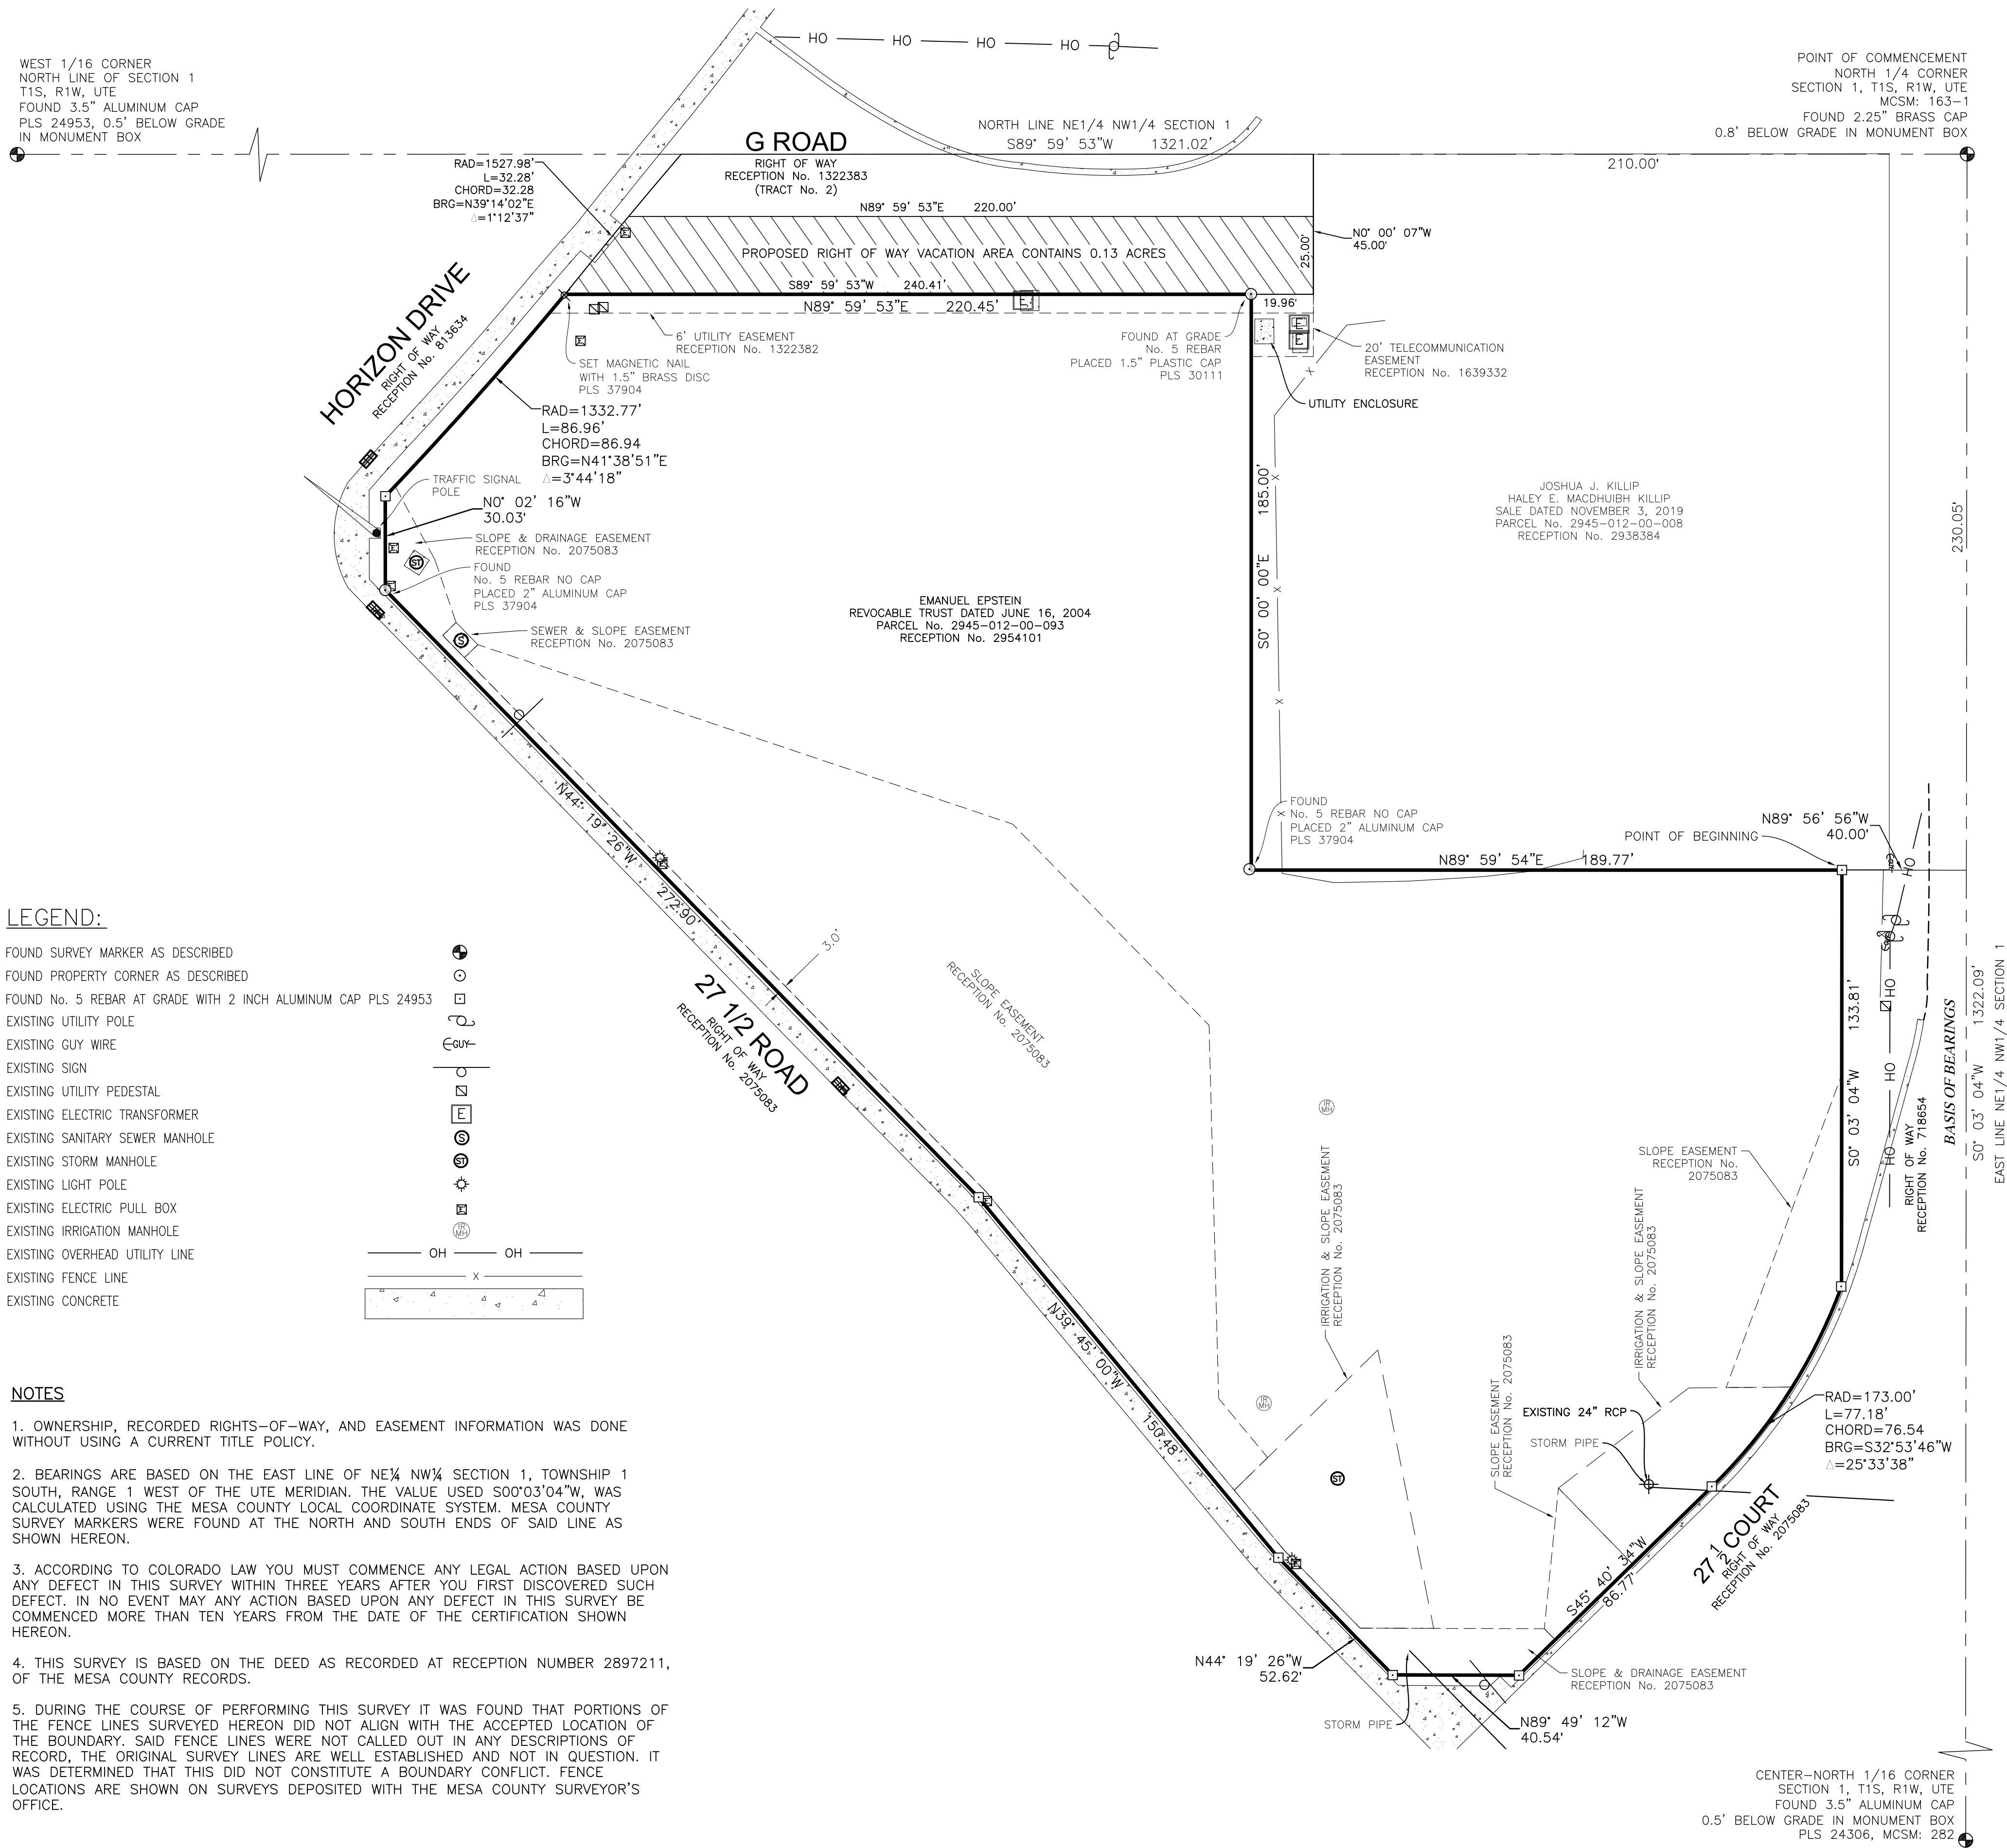 WEST 1/16 CORNER
NORTH LINE OF SECTION 1
T1S, R1W, UTE
FOUND 3.5" ALUMINUM CAP
PLS 24953, 0.5' BELOW GRADE
IN MONUMENT BOX
HO HO HO HO
POINT OF COMMENCEMENT
NORTH 1/4 CORNER
SECTION 1, T1S, R1W, UTE
MCSM: 163-1
FOUND 2.25" BRASS CAP
0.8' BELOW GRADE IN MONUMENT BOX
NORTH LINE NE1/4 NW1/4 SECTION 1
S89° 59' 53"W 1321.02'
G ROAD
RIGHT OF WAY
RECEPTION No. 1322383
(TRACT No. 2)
RAD=1527.98'
L=32.28'
CHORD=32.28
BRG=N39°14'02"E
△=1°12'37"
210.00'
N89° 59' 53"E 220.00'
N0° 00' 07"W
45.00'
25.00'
PROPOSED RIGHT OF WAY VACATION AREA CONTAINS 0.13 ACRES
S89° 59' 53"W 240.41'
N89° 59' 53"E 220.45'
E
19.96'
HORIZON DRIVE
RIGHT OF WAY
RECEPTION No. 813634
6' UTILITY EASEMENT
RECEPTION No. 1322382
SET MAGNETIC NAIL
WITH 1.5" BRASS DISC
PLS 37904
FOUND AT GRADE
No. 5 REBAR
PLACED 1.5" PLASTIC CAP
PLS 30111
E
E
20' TELECOMMUNICATION
EASEMENT
RECEPTION No. 1639332
X
UTILITY ENCLOSURE
RAD=1332.77'
L=86.96'
CHORD=86.94
BRG=N41°38'51"E
△=3°44'18"
TRAFFIC SIGNAL
POLE
N0° 02' 16"W
30.03'
SLOPE & DRAINAGE EASEMENT
RECEPTION No. 2075083
ST
FOUND
No. 5 REBAR NO CAP
PLACED 2" ALUMINUM CAP
PLS 37904
S
SEWER & SLOPE EASEMENT
RECEPTION No. 2075083
EMANUEL EPSTEIN
REVOCABLE TRUST DATED JUNE 16, 2004
PARCEL No. 2945-012-00-093
RECEPTION No. 2954101
S0° 00' 00"E 185.00'
X
X
X
JOSHUA J. KILLIP
HALEY E. MACDHUIBH KILLIP
SALE DATED NOVEMBER 3, 2019
PARCEL No. 2945-012-00-008
RECEPTION No. 2938384
230.05'
FOUND
No. 5 REBAR NO CAP
PLACED 2" ALUMINUM CAP
PLS 37904
X
N89° 56' 56"W
40.00'
POINT OF BEGINNING
N89° 59' 54"E 189.77'
N44° 19' 26"W 272.90'
3.0'
27 1/2 ROAD
RIGHT OF WAY
RECEPTION No. 2075083
SLOPE EASEMENT
RECEPTION No. 2075083
HO
HO
HO
HO
S0° 03' 04"W 133.81'
BASIS OF BEARINGS
S0° 03' 04"W 1322.09'
EAST LINE NE1/4 NW1/4 SECTION 1
RIGHT OF WAY
RECEPTION No. 718654
LEGEND:
FOUND SURVEY MARKER AS DESCRIBED
FOUND PROPERTY CORNER AS DESCRIBED
FOUND No. 5 REBAR AT GRADE WITH 2 INCH ALUMINUM CAP PLS 24953
EXISTING UTILITY POLE
EXISTING GUY WIRE GUY
EXISTING SIGN
EXISTING UTILITY PEDESTAL
EXISTING ELECTRIC TRANSFORMER E
EXISTING SANITARY SEWER MANHOLE S
EXISTING STORM MANHOLE ST
EXISTING LIGHT POLE
EXISTING ELECTRIC PULL BOX E
EXISTING IRRIGATION MANHOLE IR MH
EXISTING OVERHEAD UTILITY LINE OH OH
EXISTING FENCE LINE X
EXISTING CONCRETE
IR
MH
IRRIGATION & SLOPE EASEMENT
RECEPTION No. 2075083
SLOPE EASEMENT
RECEPTION No.
2075083
IRRIGATION & SLOPE EASEMENT
RECEPTION No. 2075083
SLOPE EASEMENT
RECEPTION No. 2075083
N39° 45' 00"W 150.48'
IR
MH
ST
EXISTING 24" RCP
STORM PIPE
RAD=173.00'
L=77.18'
CHORD=76.54
BRG=S32°53'46"W
△=25°33'38"
27 1/2 COURT
RIGHT OF WAY
RECEPTION No. 2075083
S45° 40' 34"W
86.77'
N44° 19' 26"W
52.62'
SLOPE & DRAINAGE EASEMENT
RECEPTION No. 2075083
STORM PIPE
N89° 49' 12"W
40.54'
NOTES
1. OWNERSHIP, RECORDED RIGHTS-OF-WAY, AND EASEMENT INFORMATION WAS DONE
WITHOUT USING A CURRENT TITLE POLICY.
2. BEARINGS ARE BASED ON THE EAST LINE OF NE¼ NW¼ SECTION 1, TOWNSHIP 1
SOUTH, RANGE 1 WEST OF THE UTE MERIDIAN. THE VALUE USED S00°03'04"W, WAS
CALCULATED USING THE MESA COUNTY LOCAL COORDINATE SYSTEM. MESA COUNTY
SURVEY MARKERS WERE FOUND AT THE NORTH AND SOUTH ENDS OF SAID LINE AS
SHOWN HEREON.
3. ACCORDING TO COLORADO LAW YOU MUST COMMENCE ANY LEGAL ACTION BASED UPON
ANY DEFECT IN THIS SURVEY WITHIN THREE YEARS AFTER YOU FIRST DISCOVERED SUCH
DEFECT. IN NO EVENT MAY ANY ACTION BASED UPON ANY DEFECT IN THIS SURVEY BE
COMMENCED MORE THAN TEN YEARS FROM THE DATE OF THE CERTIFICATION SHOWN
HEREON.
4. THIS SURVEY IS BASED ON THE DEED AS RECORDED AT RECEPTION NUMBER 2897211,
OF THE MESA COUNTY RECORDS.
5. DURING THE COURSE OF PERFORMING THIS SURVEY IT WAS FOUND THAT PORTIONS OF
THE FENCE LINES SURVEYED HEREON DID NOT ALIGN WITH THE ACCEPTED LOCATION OF
THE BOUNDARY. SAID FENCE LINES WERE NOT CALLED OUT IN ANY DESCRIPTIONS OF
RECORD, THE ORIGINAL SURVEY LINES ARE WELL ESTABLISHED AND NOT IN QUESTION. IT
WAS DETERMINED THAT THIS DID NOT CONSTITUTE A BOUNDARY CONFLICT. FENCE
LOCATIONS ARE SHOWN ON SURVEYS DEPOSITED WITH THE MESA COUNTY SURVEYOR'S
OFFICE.
CENTER-NORTH 1/16 CORNER
SECTION 1, T1S, R1W, UTE
FOUND 3.5" ALUMINUM CAP
0.5' BELOW GRADE IN MONUMENT BOX
PLS 24306, MCSM: 282